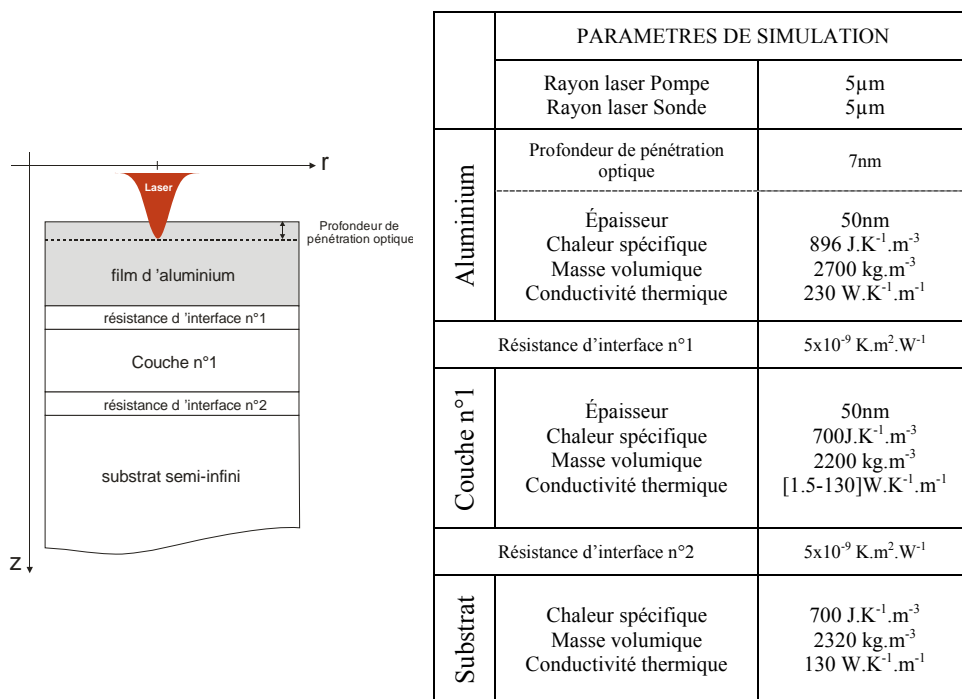 r
Laser
Profondeur de
pénétration optique
film d 'aluminium
résistance d 'interface n°1
Couche n°1
résistance d 'interface n°2
substrat semi-infini
z
PARAMETRES DE SIMULATION
Rayon laser Pompe 5µm
Rayon laser Sonde 5µm
Aluminium
Profondeur de pénétration
optique 7nm
Épaisseur 50nm
Chaleur spécifique 896 J.K⁻¹.m⁻³
Masse volumique 2700 kg.m⁻³
Conductivité thermique 230 W.K⁻¹.m⁻¹
Résistance d'interface n°1 5x10⁻⁹ K.m².W⁻¹
Couche n°1
Épaisseur 50nm
Chaleur spécifique 700J.K⁻¹.m⁻³
Masse volumique 2200 kg.m⁻³
Conductivité thermique [1.5-130]W.K⁻¹.m⁻¹
Résistance d'interface n°2 5x10⁻⁹ K.m².W⁻¹
Substrat
Chaleur spécifique 700 J.K⁻¹.m⁻³
Masse volumique 2320 kg.m⁻³
Conductivité thermique 130 W.K⁻¹.m⁻¹